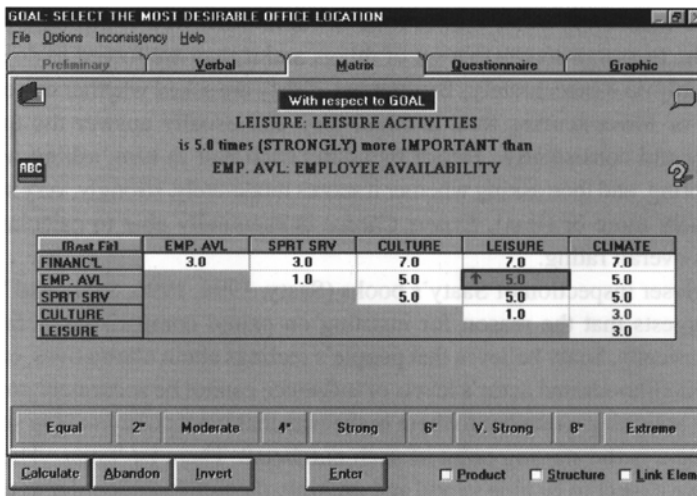 GOAL: SELECT THE MOST DESIRABLE OFFICE LOCATION
File Options Inconsistency Help
Preliminary Verbal Matrix Questionnaire Graphic
With respect to GOAL
LEISURE: LEISURE ACTIVITIES
is 5.0 times (STRONGLY) more IMPORTANT than
ABC
EMP. AVL: EMPLOYEE AVAILABILITY
[Best Fit] EMP. AVL SPRT SRV CULTURE LEISURE CLIMATE
FINANC'L 3.0 3.0 7.0 7.0 7.0
EMP. AVL 1.0 5.0 5.0 5.0
SPRT SRV 5.0 5.0 5.0
CULTURE 1.0 3.0
LEISURE 3.0
Equal 2* Moderate 4* Strong 6* V. Strong 8* Extreme
Calculate Abandon Invert Enter Product Structure Link Elem